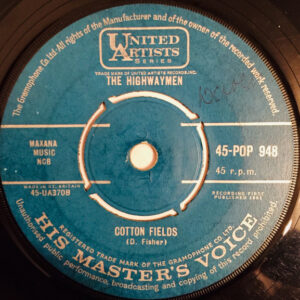 The Gramophone Co.Ltd. All rights of the Manufacturer and of the Owner of the Recorded Work Reserved
UNITED
ARTISTS
SERIES
TRADE MARK OF UNITED ARTISTS RECORDS INC.
THE HIGHWAYMEN
MAXANA
MUSIC
NCB
45-POP 948
45 r.p.m.
MADE IN GT. BRITAIN
45-UA370B
RECORDING FIRST
PUBLISHED 1961
COTTON FIELDS
(D. Fisher)
REGISTERED TRADE MARK OF THE GRAMOPHONE CO. LTD.
HIS MASTER'S VOICE
Unauthorised public performance, broadcasting and copying of this record prohibited